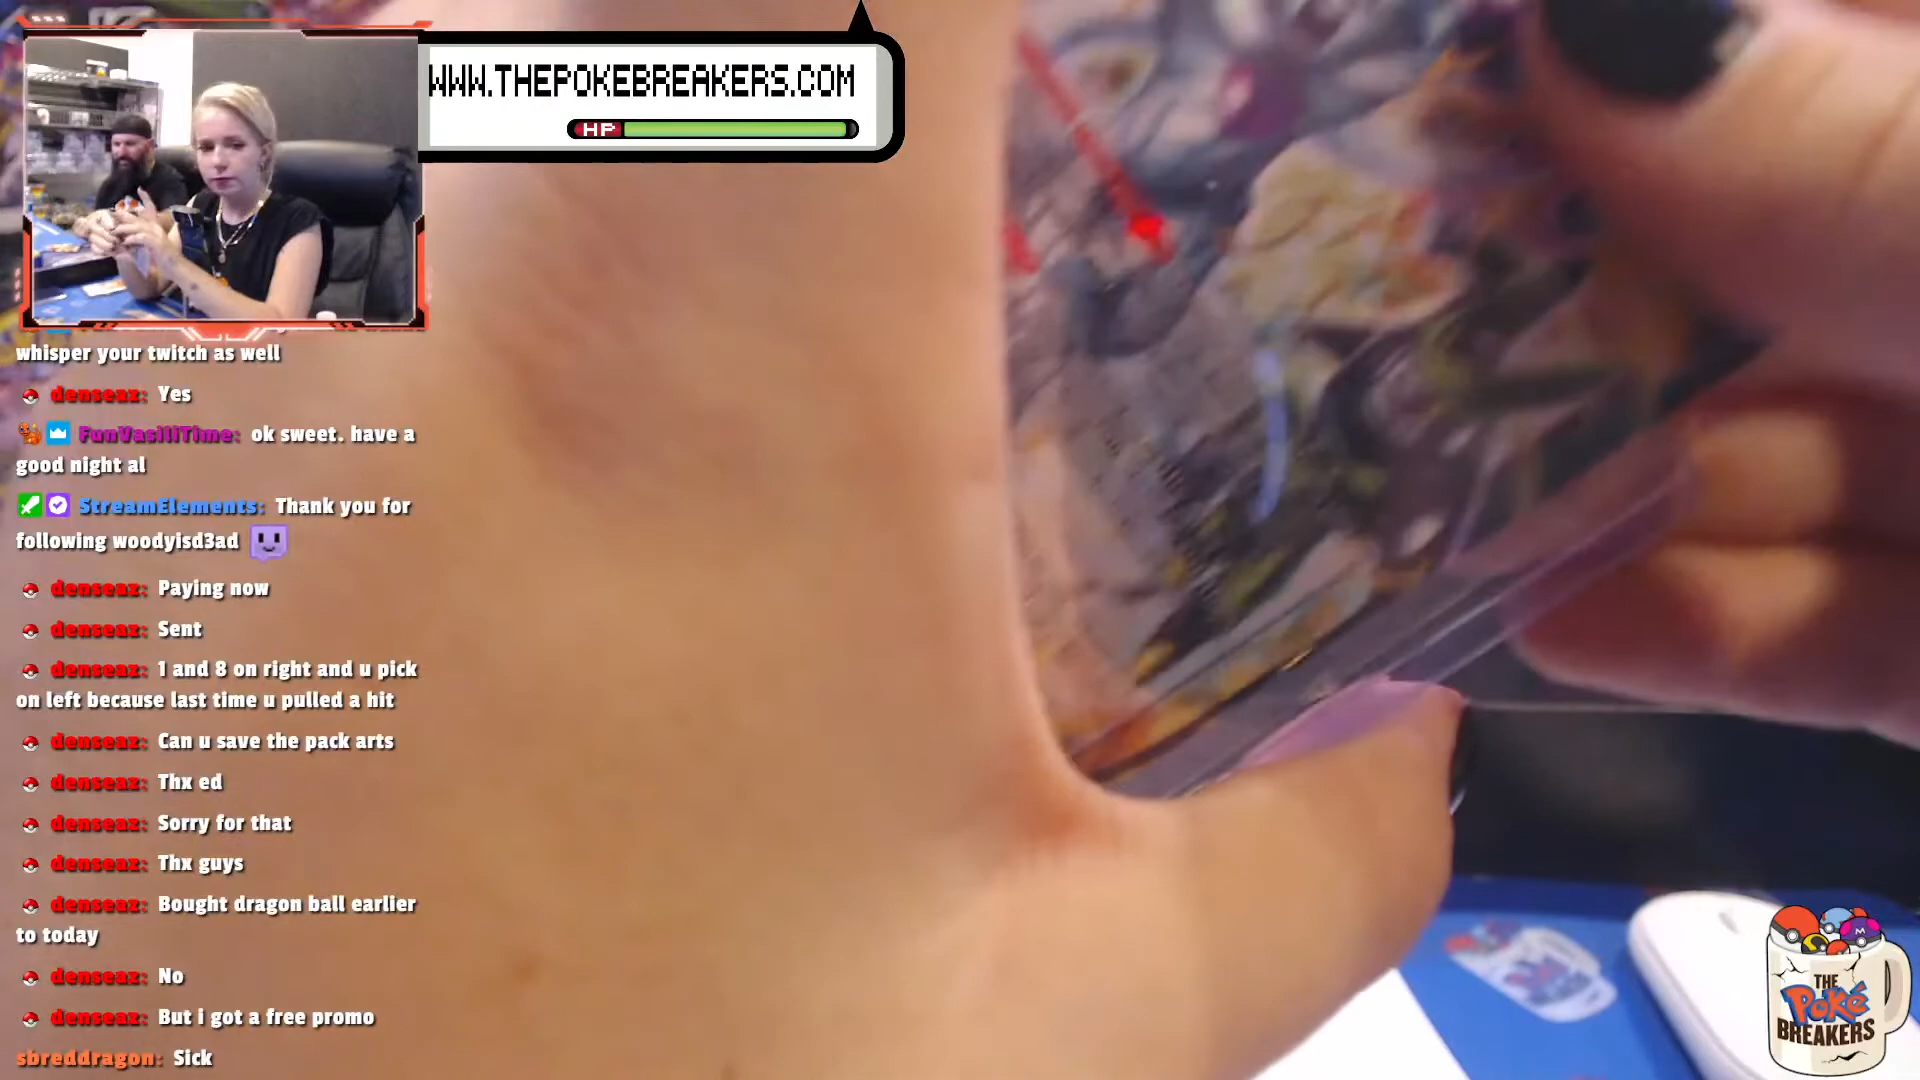 WWW.THEPOKEBREAKERS.COM
HP
whisper your twitch as well
denseaz: Yes
FunVasiliTime: ok sweet. have a
good night al
StreamElements: Thank you for
following woodyisd3ad
denseaz: Paying now
denseaz: Sent
denseaz: 1 and 8 on right and u pick
on left because last time u pulled a hit
denseaz: Can u save the pack arts
denseaz: Thx ed
denseaz: Sorry for that
denseaz: Thx guys
denseaz: Bought dragon ball earlier
to today
denseaz: No
denseaz: But i got a free promo
sbreddragon: Sick
M
THE
Poké
BREAKERS